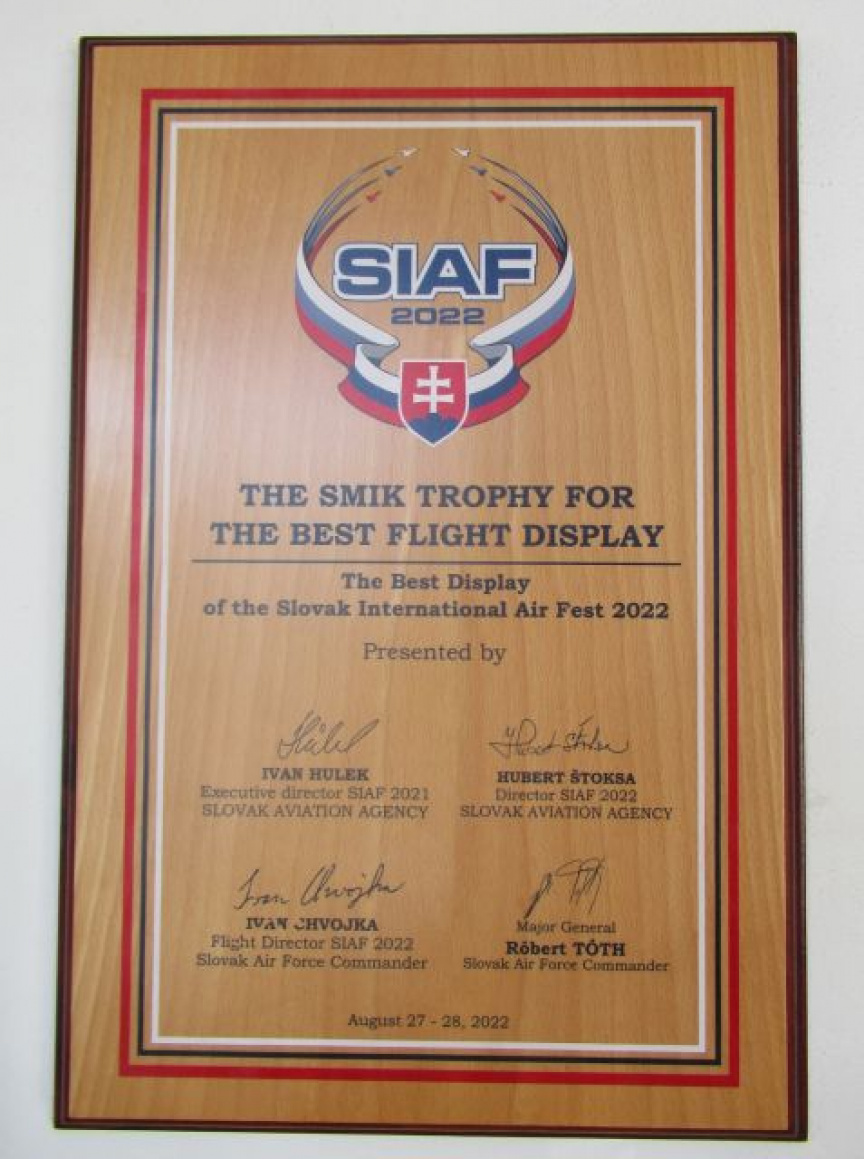 SIAF
2022
THE SMIK TROPHY FOR
THE BEST FLIGHT DISPLAY
The Best Display
of the Slovak International Air Fest 2022
Presented by
IVAN HULEK
Executive director SIAF 2021
SLOVAK AVIATION AGENCY
HUBERT ŠTOKSA
Director SIAF 2022
SLOVAK AVIATION AGENCY
Ivan Chvojka
IVAN CHVOJKA
Flight Director SIAF 2022
Slovak Air Force Commander
Major General
Róbert TÓTH
Slovak Air Force Commander
August 27 - 28, 2022